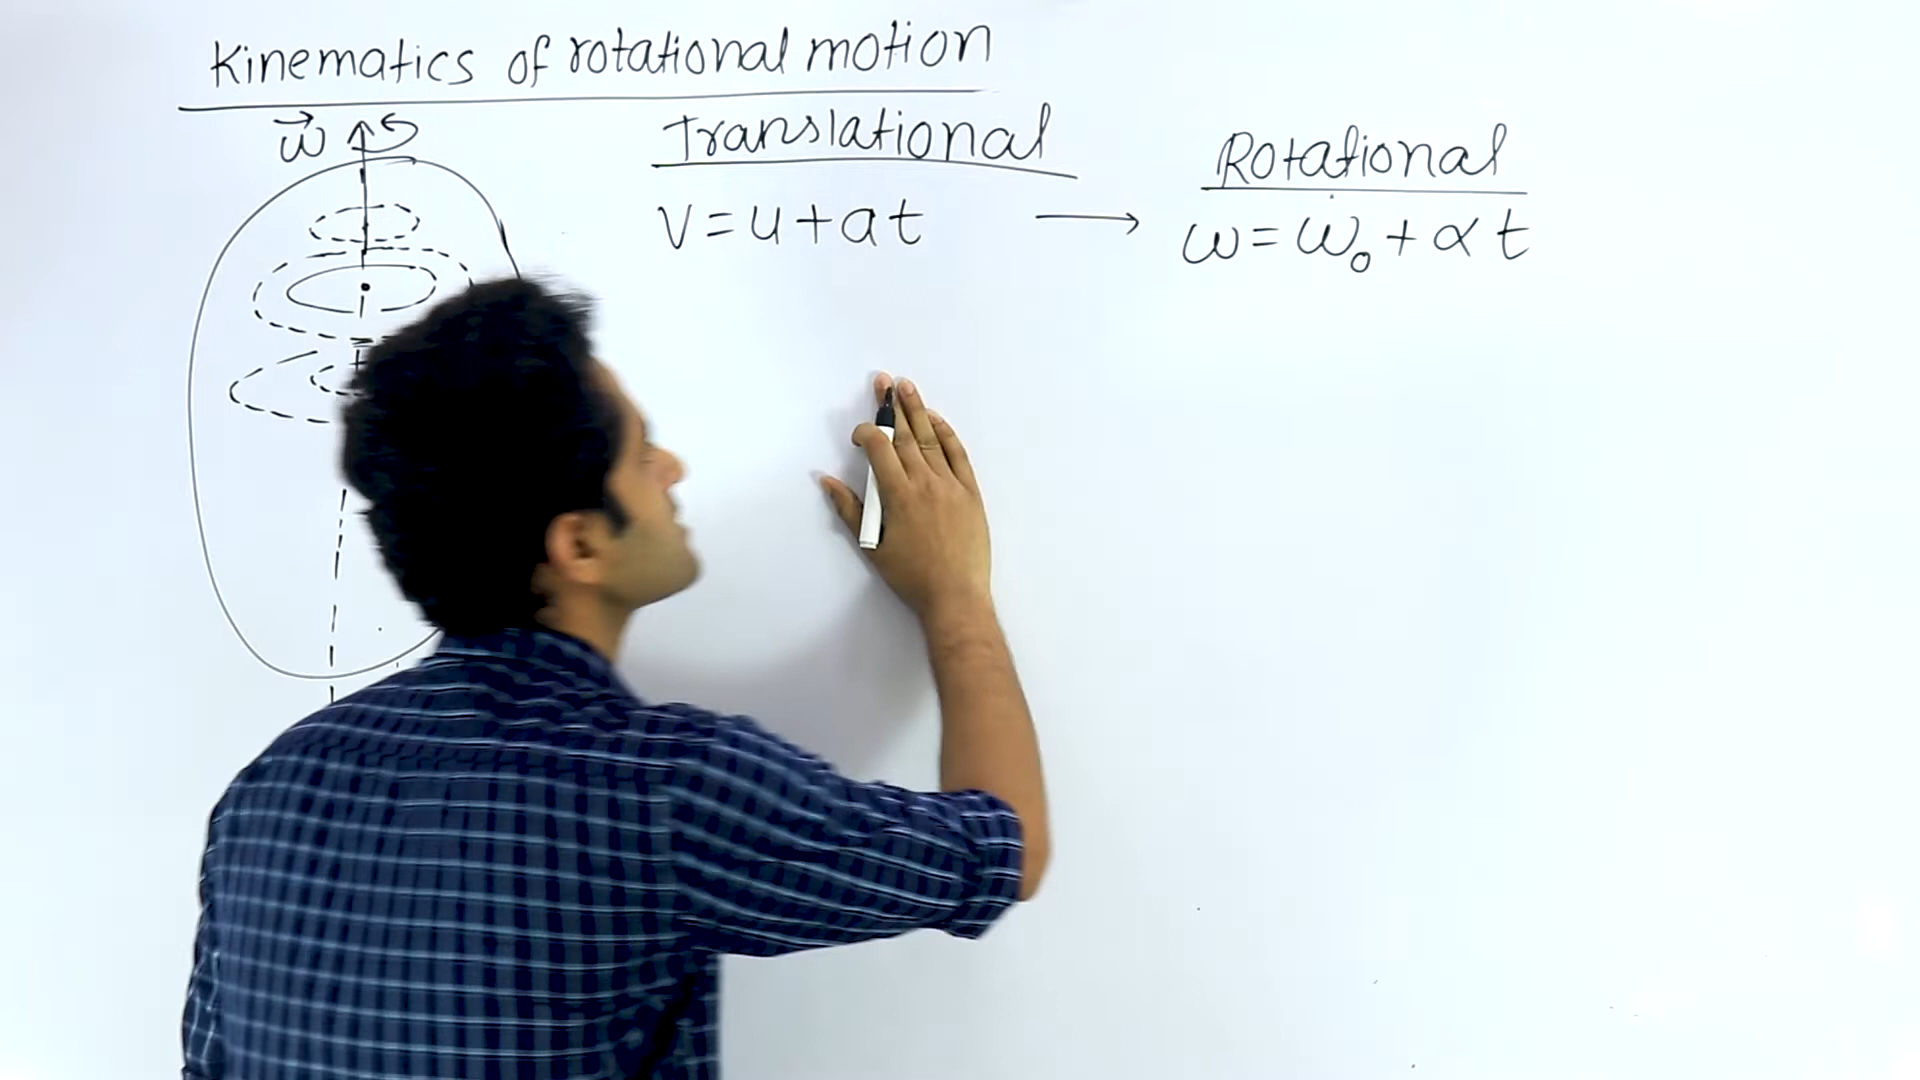 Kinematics of rotational motion
Translational
Rotational
ω⃗
v = u + at → ω = ω₀ + αt